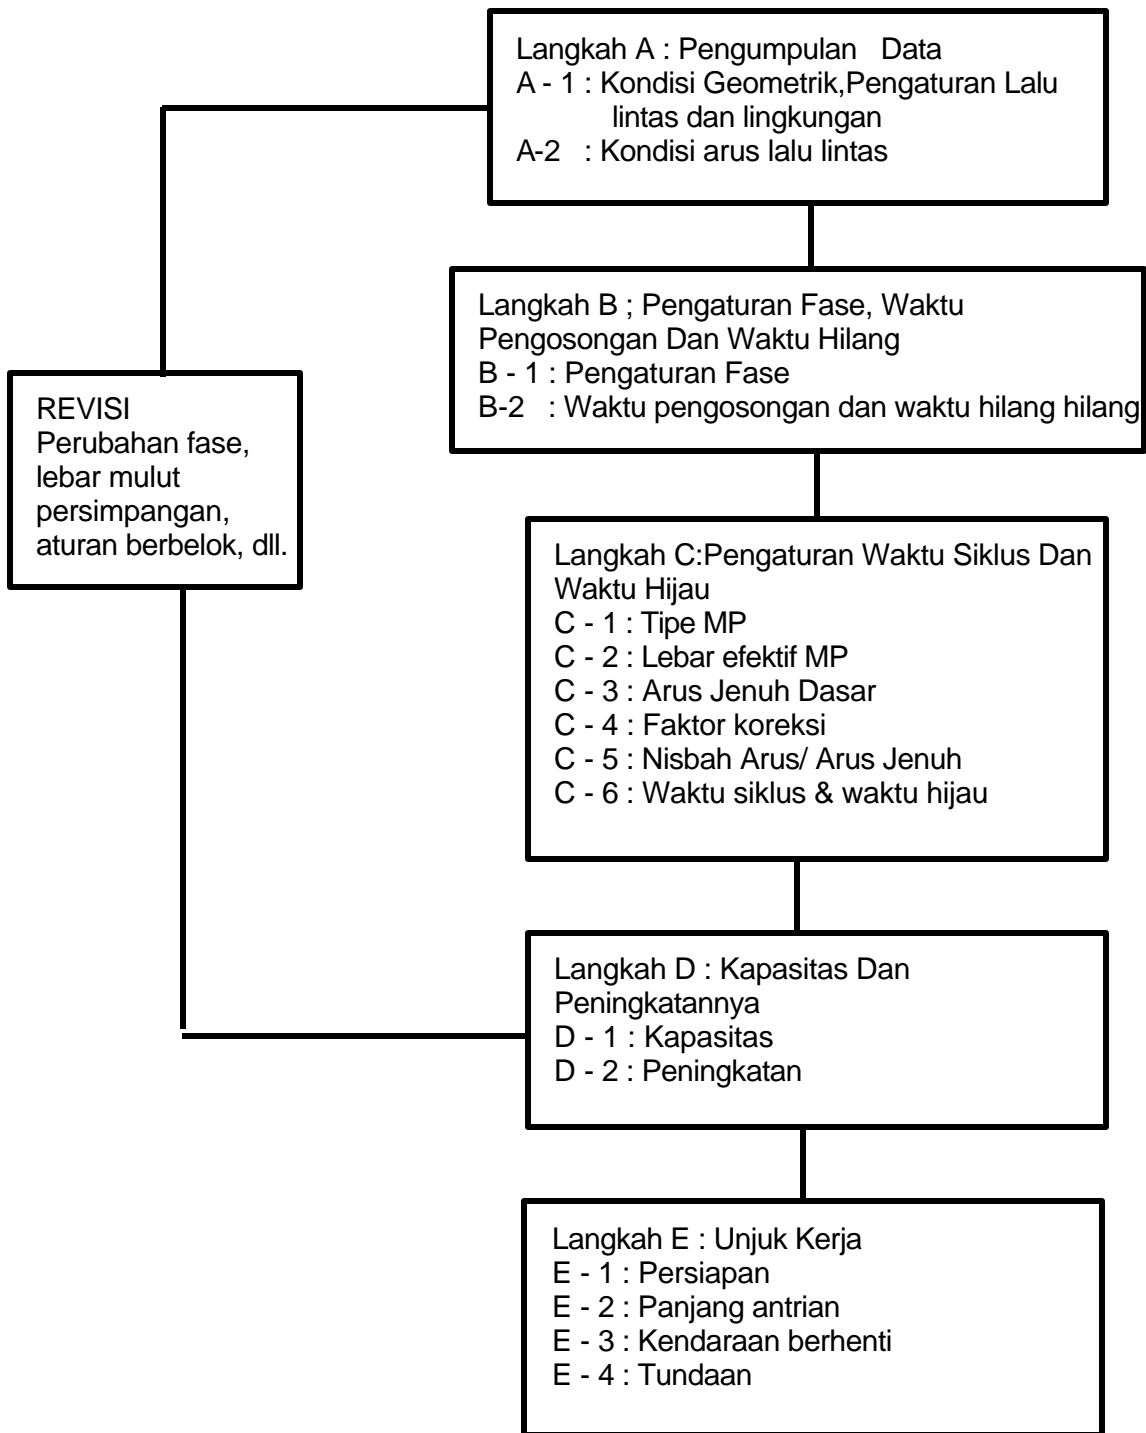 Langkah A : Pengumpulan Data
A - 1 : Kondisi Geometrik,Pengaturan Lalu
lintas dan lingkungan
A-2 : Kondisi arus lalu lintas
Langkah B ; Pengaturan Fase, Waktu
Pengosongan Dan Waktu Hilang
B - 1 : Pengaturan Fase
B-2 : Waktu pengosongan dan waktu hilang hilang
REVISI
Perubahan fase,
lebar mulut
persimpangan,
aturan berbelok, dll.
Langkah C:Pengaturan Waktu Siklus Dan
Waktu Hijau
C - 1 : Tipe MP
C - 2 : Lebar efektif MP
C - 3 : Arus Jenuh Dasar
C - 4 : Faktor koreksi
C - 5 : Nisbah Arus/ Arus Jenuh
C - 6 : Waktu siklus & waktu hijau
Langkah D : Kapasitas Dan
Peningkatannya
D - 1 : Kapasitas
D - 2 : Peningkatan
Langkah E : Unjuk Kerja
E - 1 : Persiapan
E - 2 : Panjang antrian
E - 3 : Kendaraan berhenti
E - 4 : Tundaan